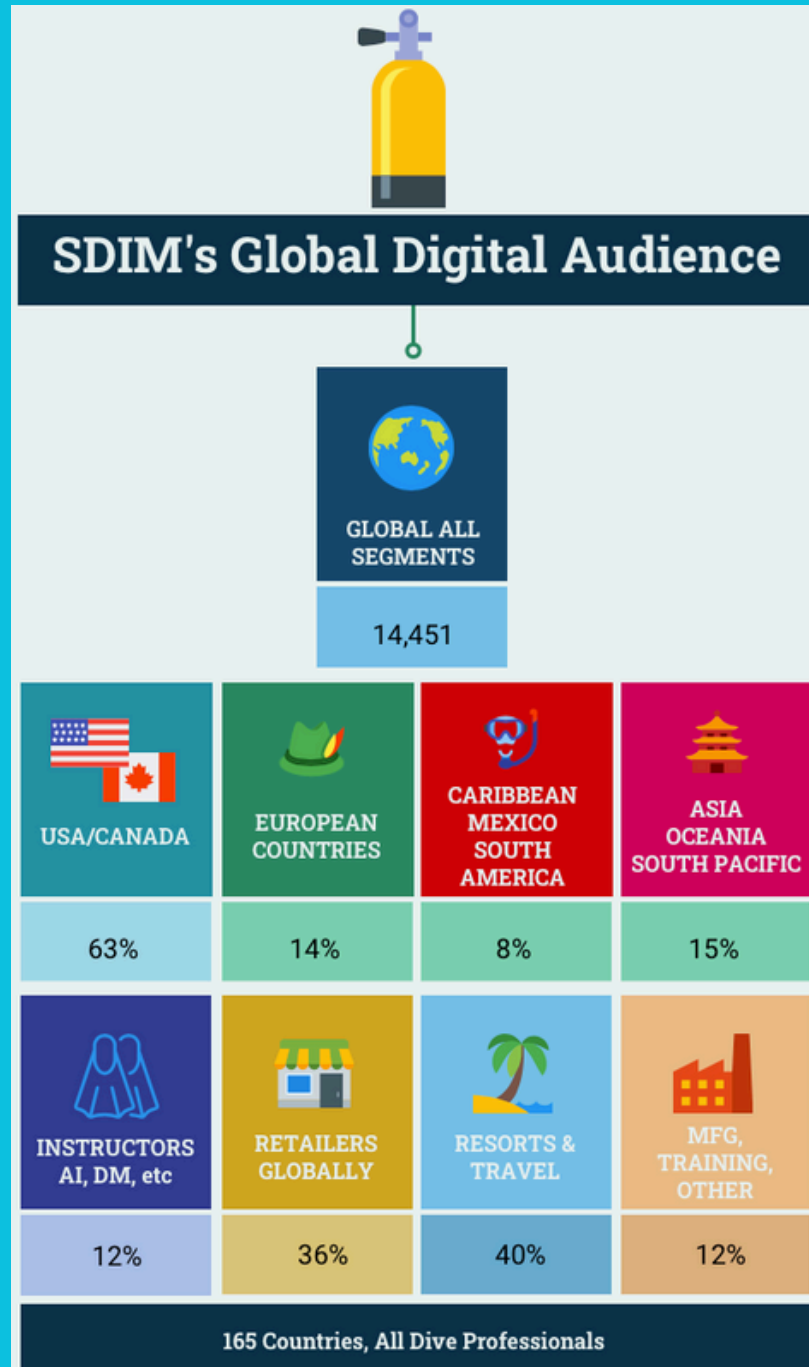 SDIM's Global Digital Audience
GLOBAL ALL
SEGMENTS
14,451
USA/CANADA
EUROPEAN
COUNTRIES
CARIBBEAN
MEXICO
SOUTH
AMERICA
ASIA
OCEANIA
SOUTH PACIFIC
63%
14%
8%
15%
INSTRUCTORS
AI, DM, etc
RETAILERS
GLOBALLY
RESORTS &
TRAVEL
MFG,
TRAINING,
OTHER
12%
36%
40%
12%
165 Countries, All Dive Professionals